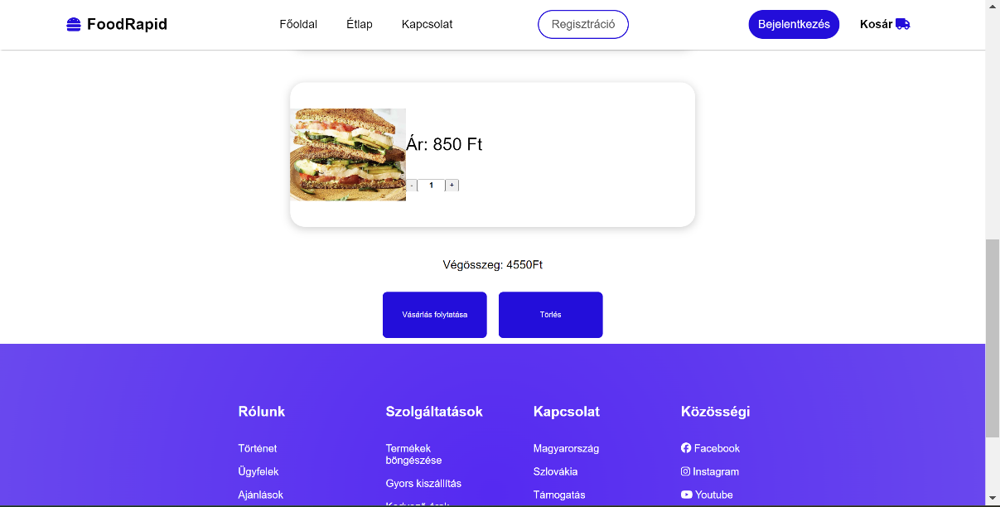 FoodRapid
Főoldal
Étlap
Kapcsolat
Regisztráció
Bejelentkezés
Kosár
Ár: 850 Ft
- 1 +
Végösszeg: 4550Ft
Vásárlás folytatása
Törlés
Rólunk
Történet
Ügyfelek
Ajánlások
Szolgáltatások
Termékek
böngészése
Gyors kiszállítás
Kapcsolat
Magyarország
Szlovákia
Támogatás
Közösségi
Facebook
Instagram
Youtube